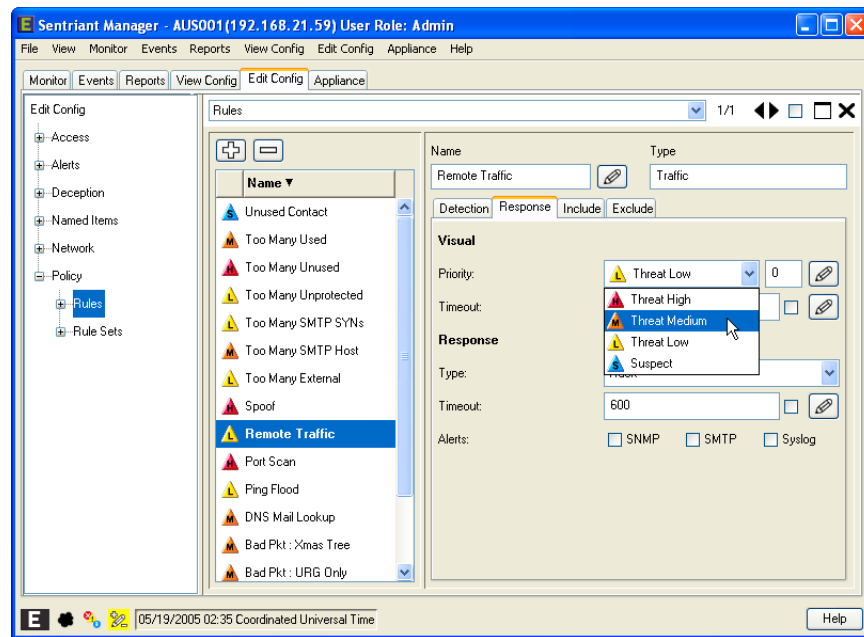 E Sentriant Manager - AUS001(192.168.21.59) User Role: Admin
File View Monitor Events Reports View Config Edit Config Appliance Help
Monitor Events Reports View Config Edit Config Appliance
Edit Config
Access
Alerts
Deception
Named Items
Network
Policy
Rules
Rule Sets
Rules 1/1
Name ▼
S Unused Contact
M Too Many Used
H Too Many Unused
L Too Many Unprotected
L Too Many SMTP SYNs
M Too Many SMTP Host
L Too Many External
H Spoof
L Remote Traffic
H Port Scan
L Ping Flood
M DNS Mail Lookup
M Bad Pkt : Xmas Tree
M Bad Pkt : URG Only
Name Type
Remote Traffic Traffic
Detection Response Include Exclude
Visual
Priority: L Threat Low 0
H Threat High
M Threat Medium
L Threat Low
S Suspect
Timeout:
Response
Type:
Timeout: 600
Alerts: SNMP SMTP Syslog
E 05/19/2005 02:35 Coordinated Universal Time Help